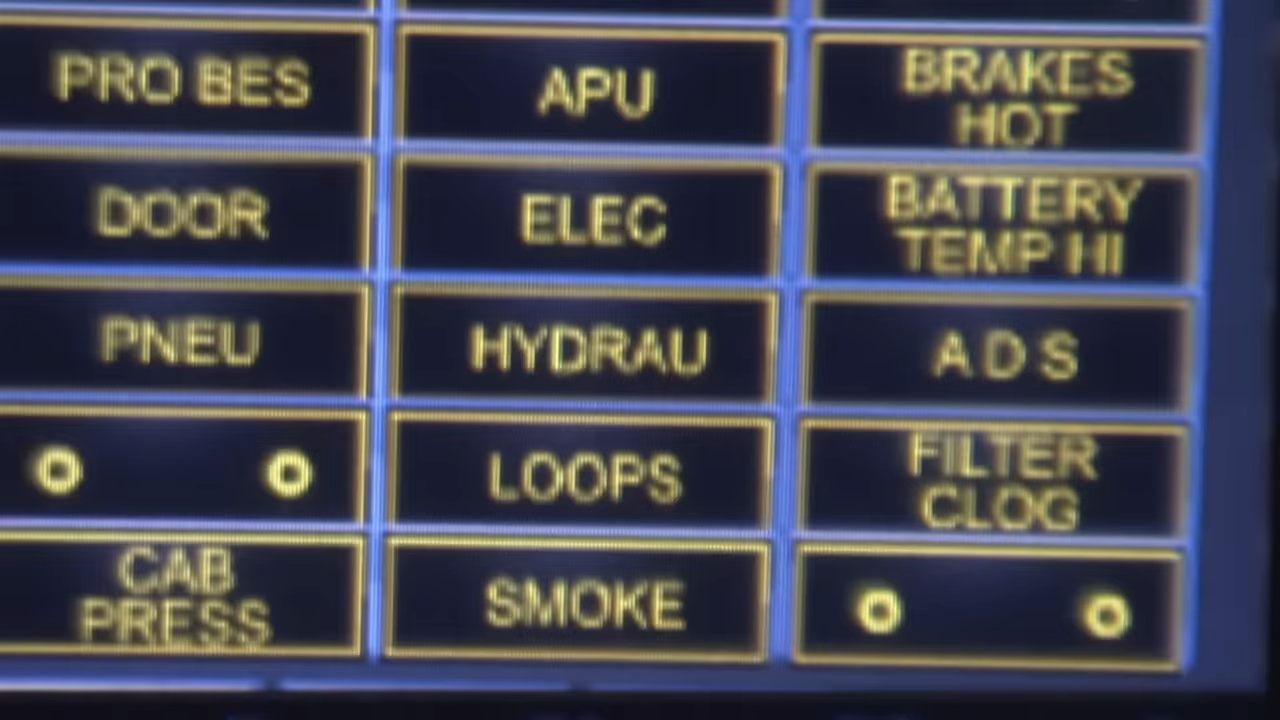 PRO BES
APU
BRAKES
HOT
DOOR
ELEC
BATTERY
TEMP HI
PNEU
HYDRAU
A D S
LOOPS
FILTER
CLOG
CAB
PRESS
SMOKE